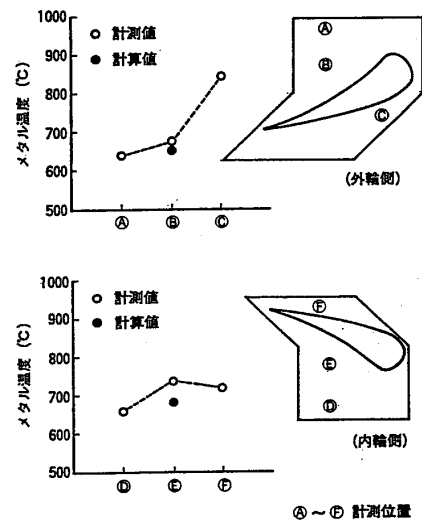 メタル温度 (℃)
1000
900
800
700
600
500
○ 計測値
● 計算値
Ⓐ Ⓑ Ⓒ
Ⓐ
Ⓑ
Ⓒ
(外輪側)
メタル温度 (℃)
1000
900
800
700
600
500
○ 計測値
● 計算値
Ⓓ Ⓔ Ⓕ
Ⓕ
Ⓔ
Ⓓ
(内輪側)
Ⓐ～Ⓕ 計測位置